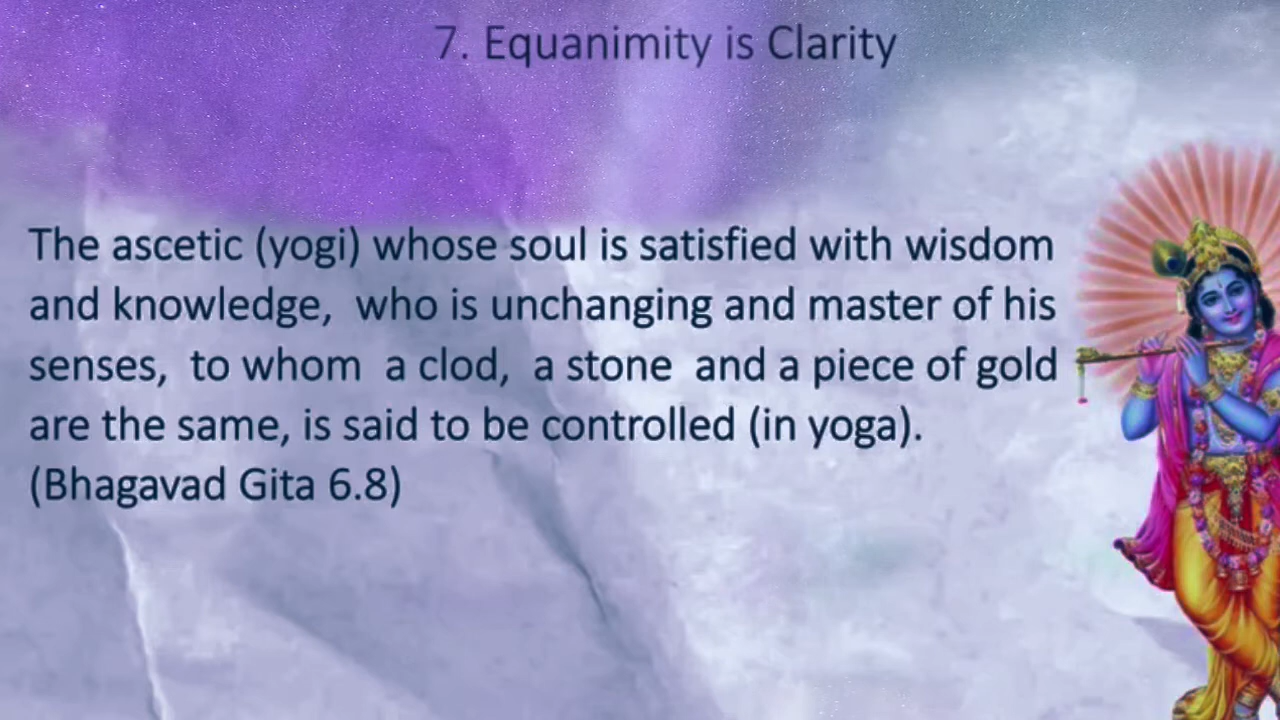 7. Equanimity is Clarity
The ascetic (yogi) whose soul is satisfied with wisdom
and knowledge, who is unchanging and master of his
senses, to whom a clod, a stone and a piece of gold
are the same, is said to be controlled (in yoga).
(Bhagavad Gita 6.8)